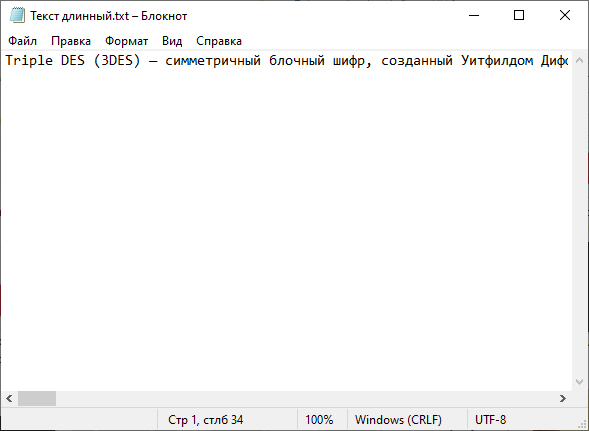 Текст длинный.txt – Блокнот
Файл Правка Формат Вид Справка
Triple DES (3DES) — симметричный блочный шифр, созданный Уитфилдом
Стр 1, стлб 34 100% Windows (CRLF) UTF-8